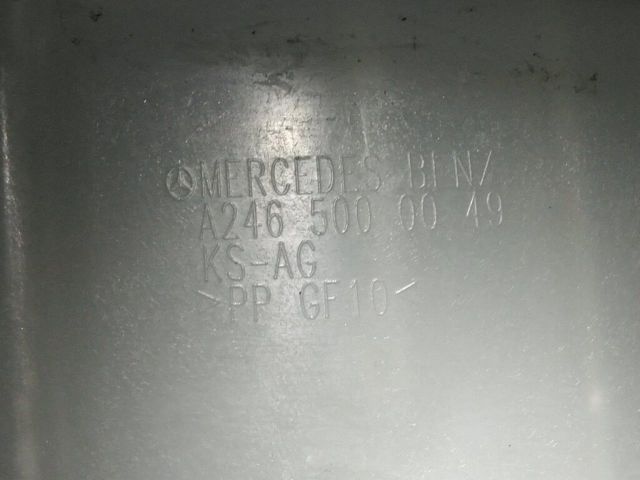 MERCEDES BENZ
A246 500 00 49
KS-AG
>PP GF10<